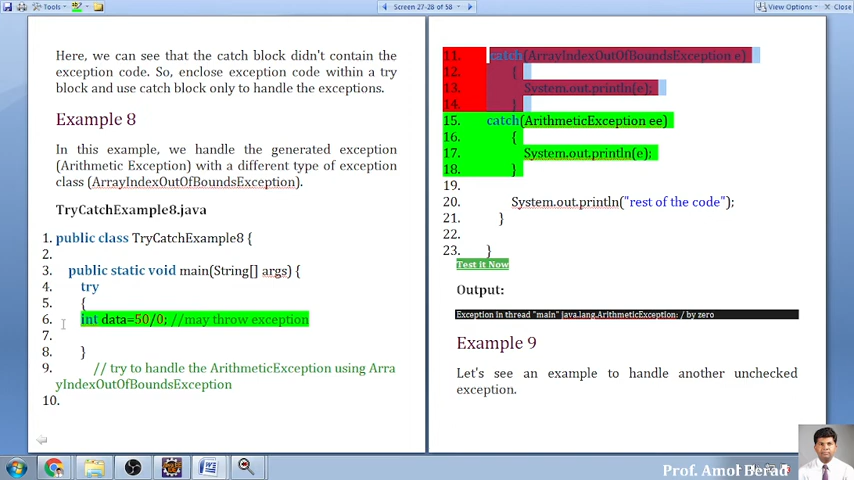 Tools
Screen 27-28 of 58
View Options
Close
Here, we can see that the catch block didn't contain the
exception code. So, enclose exception code within a try
block and use catch block only to handle the exceptions.
Example 8
In this example, we handle the generated exception
(Arithmetic Exception) with a different type of exception
class (ArrayIndexOutOfBoundsException).
TryCatchExample8.java
1. public class TryCatchExample8 {
2.
3. public static void main(String[] args) {
4. try
5. {
6. int data=50/0; //may throw exception
7.
8. }
9. // try to handle the ArithmeticException using Arra
yIndexOutOfBoundsException
10.
11. catch(ArrayIndexOutOfBoundsException e)
12. {
13. System.out.println(e);
14. }
15. catch(ArithmeticException ee)
16. {
17. System.out.println(e);
18. }
19.
20. System.out.println("rest of the code");
21. }
22.
23. }
Test it Now
Output:
Exception in thread "main" java.lang.ArithmeticException: / by zero
Example 9
Let's see an example to handle another unchecked
exception.
Prof. Amol Berad